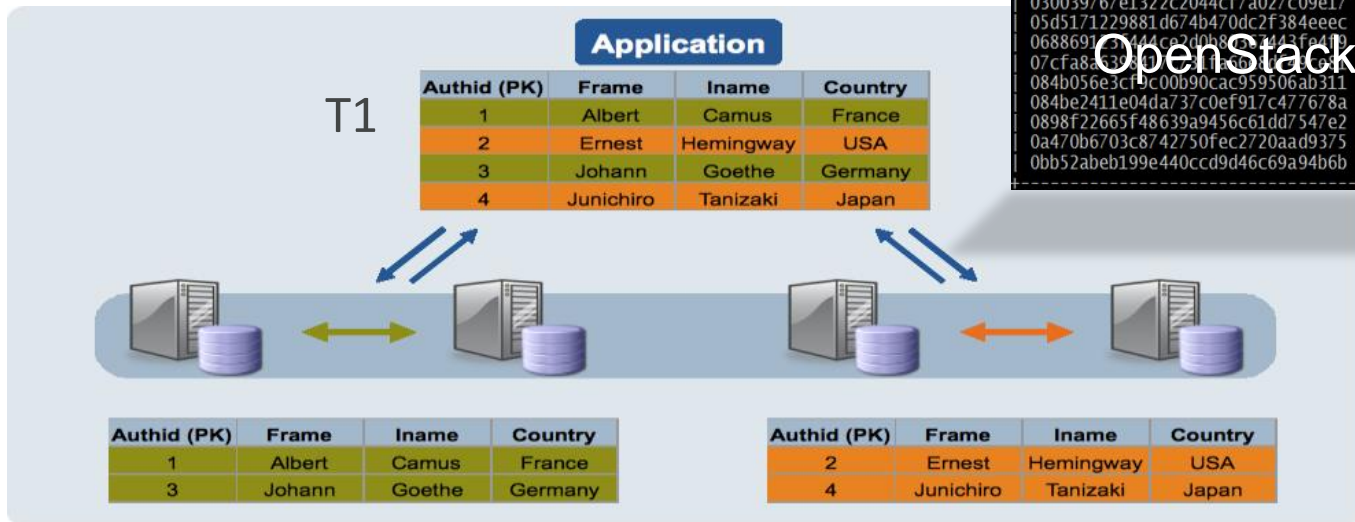 Application
T1
Authid (PK) Frame Iname Country
1 Albert Camus France
2 Ernest Hemingway USA
3 Johann Goethe Germany
4 Junichiro Tanizaki Japan
05d5171229881d674b470dc2f384eeec
OpenStack
084b056e3cf9c00b90cac959506ab311
084be2411e04da737c0ef917c477678a
0898f22665f48639a9456c61dd7547e2
0a470b6703c8742750fec2720aad9375
0bb52abeb199e440ccd9d46c69a94b6b
Authid (PK) Frame Iname Country
1 Albert Camus France
3 Johann Goethe Germany
Authid (PK) Frame Iname Country
2 Ernest Hemingway USA
4 Junichiro Tanizaki Japan